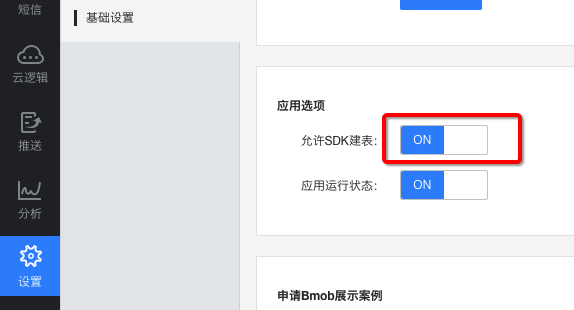 短信
云逻辑
推送
分析
设置
基础设置
应用选项
允许SDK建表： ON
应用运行状态： ON
申请Bmob展示案例